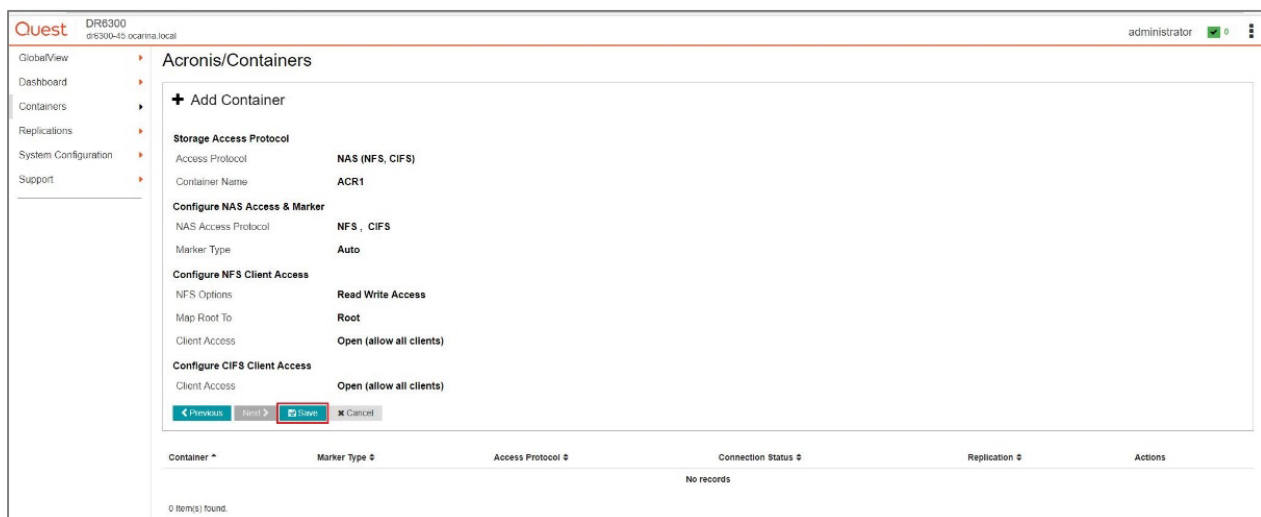 Quest
DR6300
dr6300-45.ocarina.local
administrator 0
GlobalView
Dashboard
Containers
Replications
System Configuration
Support
Acronis/Containers
Add Container
Storage Access Protocol
Access Protocol NAS (NFS, CIFS)
Container Name ACR1
Configure NAS Access & Marker
NAS Access Protocol NFS , CIFS
Marker Type Auto
Configure NFS Client Access
NFS Options Read Write Access
Map Root To Root
Client Access Open (allow all clients)
Configure CIFS Client Access
Client Access Open (allow all clients)
Previous Next Save Cancel
Container Marker Type Access Protocol Connection Status Replication Actions
No records
0 Item(s) found.